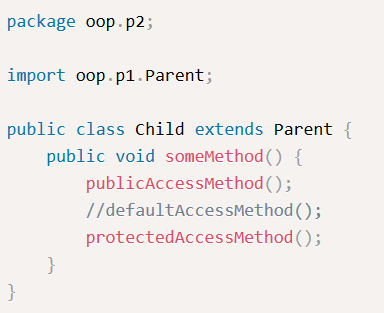 package oop.p2;
import oop.p1.Parent;
public class Child extends Parent {
public void someMethod() {
publicAccessMethod();
//defaultAccessMethod();
protectedAccessMethod();
}
}